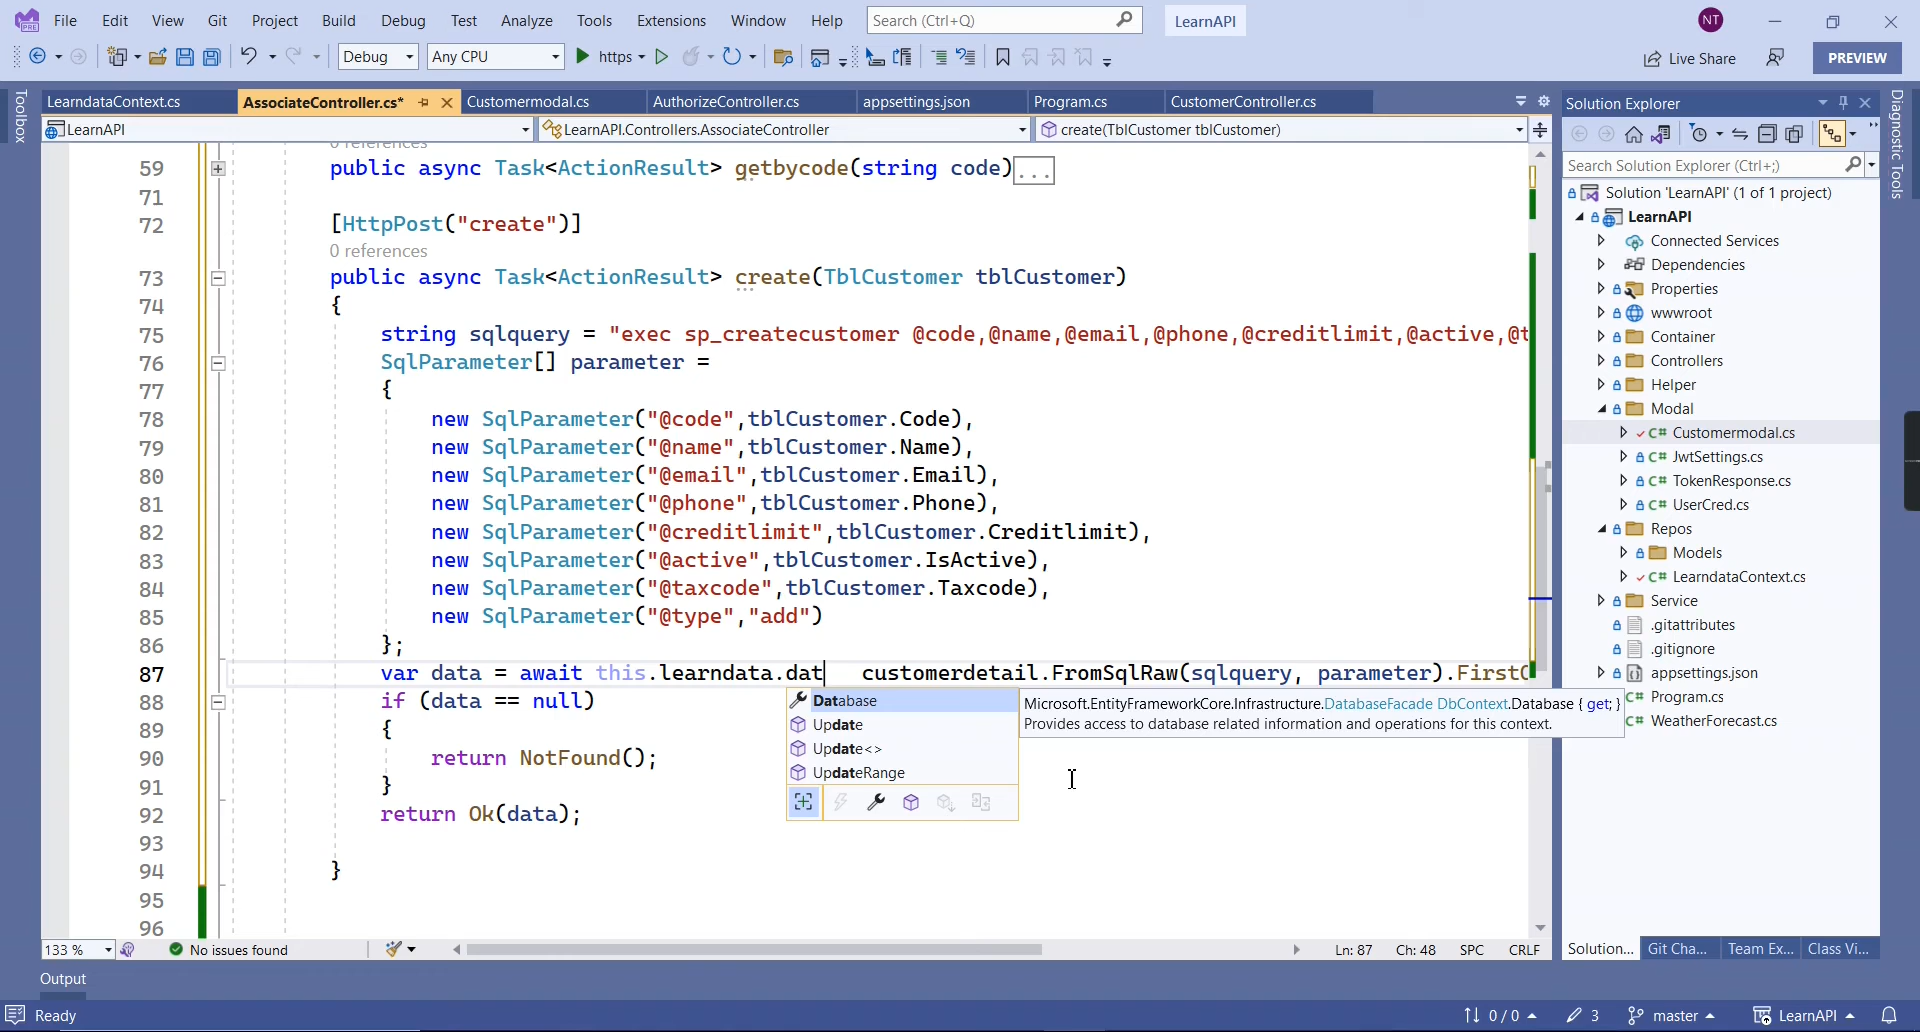 File Edit View Git Project Build Debug Test Analyze Tools Extensions Window Help Search (Ctrl+Q) LearnAPI NT
Debug Any CPU https Live Share PREVIEW
Toolbox
LearndataContext.cs AssociateController.cs* Customermodal.cs AuthorizeController.cs appsettings.json Program.cs CustomerController.cs
LearnAPI LearnAPI.Controllers.AssociateController create(TblCustomer tblCustomer)
0 references
59 public async Task<ActionResult> getbycode(string code)...
71
72 [HttpPost("create")]
0 references
73 public async Task<ActionResult> create(TblCustomer tblCustomer)
74 {
75 string sqlquery = "exec sp_createcustomer @code,@name,@email,@phone,@creditlimit,@active,@t
76 SqlParameter[] parameter =
77 {
78 new SqlParameter("@code",tblCustomer.Code),
79 new SqlParameter("@name",tblCustomer.Name),
80 new SqlParameter("@email",tblCustomer.Email),
81 new SqlParameter("@phone",tblCustomer.Phone),
82 new SqlParameter("@creditlimit",tblCustomer.Creditlimit),
83 new SqlParameter("@active",tblCustomer.IsActive),
84 new SqlParameter("@taxcode",tblCustomer.Taxcode),
85 new SqlParameter("@type","add")
86 };
87 var data = await this.learndata.dat customerdetail.FromSqlRaw(sqlquery, parameter).First
88 if (data == null)
89 {
90 return NotFound();
91 }
92 return Ok(data);
93
94 }
95
96
Database
Update
Update<>
UpdateRange
Microsoft.EntityFrameworkCore.Infrastructure.DatabaseFacade DbContext.Database { get; }
Provides access to database related information and operations for this context.
133 % No issues found Ln: 87 Ch: 48 SPC CRLF
Solution Explorer
Search Solution Explorer (Ctrl+;)
Solution 'LearnAPI' (1 of 1 project)
LearnAPI
Connected Services
Dependencies
Properties
wwwroot
Container
Controllers
Helper
Modal
C# Customermodal.cs
C# JwtSettings.cs
C# TokenResponse.cs
C# UserCred.cs
Repos
Models
C# LearndataContext.cs
Service
.gitattributes
.gitignore
appsettings.json
C# Program.cs
C# WeatherForecast.cs
Solution... Git Cha... Team Ex... Class Vi...
Diagnostic Tools
Output
Ready 0 / 0 3 master LearnAPI